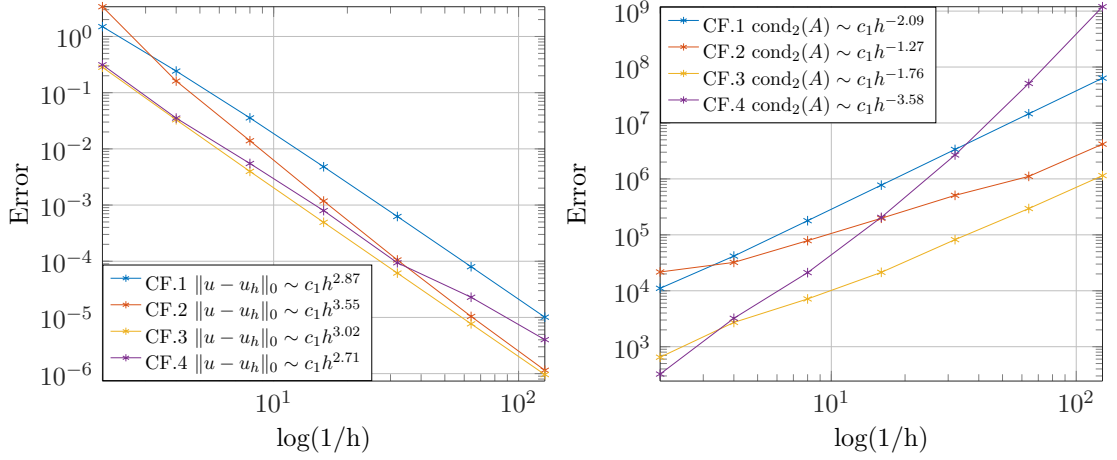 10^0
10^{-1}
10^{-2}
10^{-3}
10^{-4}
10^{-5}
10^{-6}
Error
CF.1 ‖u − u_h‖_0 ∼ c_1h^{2.87}
CF.2 ‖u − u_h‖_0 ∼ c_1h^{3.55}
CF.3 ‖u − u_h‖_0 ∼ c_1h^{3.02}
CF.4 ‖u − u_h‖_0 ∼ c_1h^{2.71}
10^1
10^2
log(1/h)
10^9
10^8
10^7
10^6
10^5
10^4
10^3
Error
CF.1 cond_2(A) ∼ c_1h^{−2.09}
CF.2 cond_2(A) ∼ c_1h^{−1.27}
CF.3 cond_2(A) ∼ c_1h^{−1.76}
CF.4 cond_2(A) ∼ c_1h^{−3.58}
10^1
10^2
log(1/h)